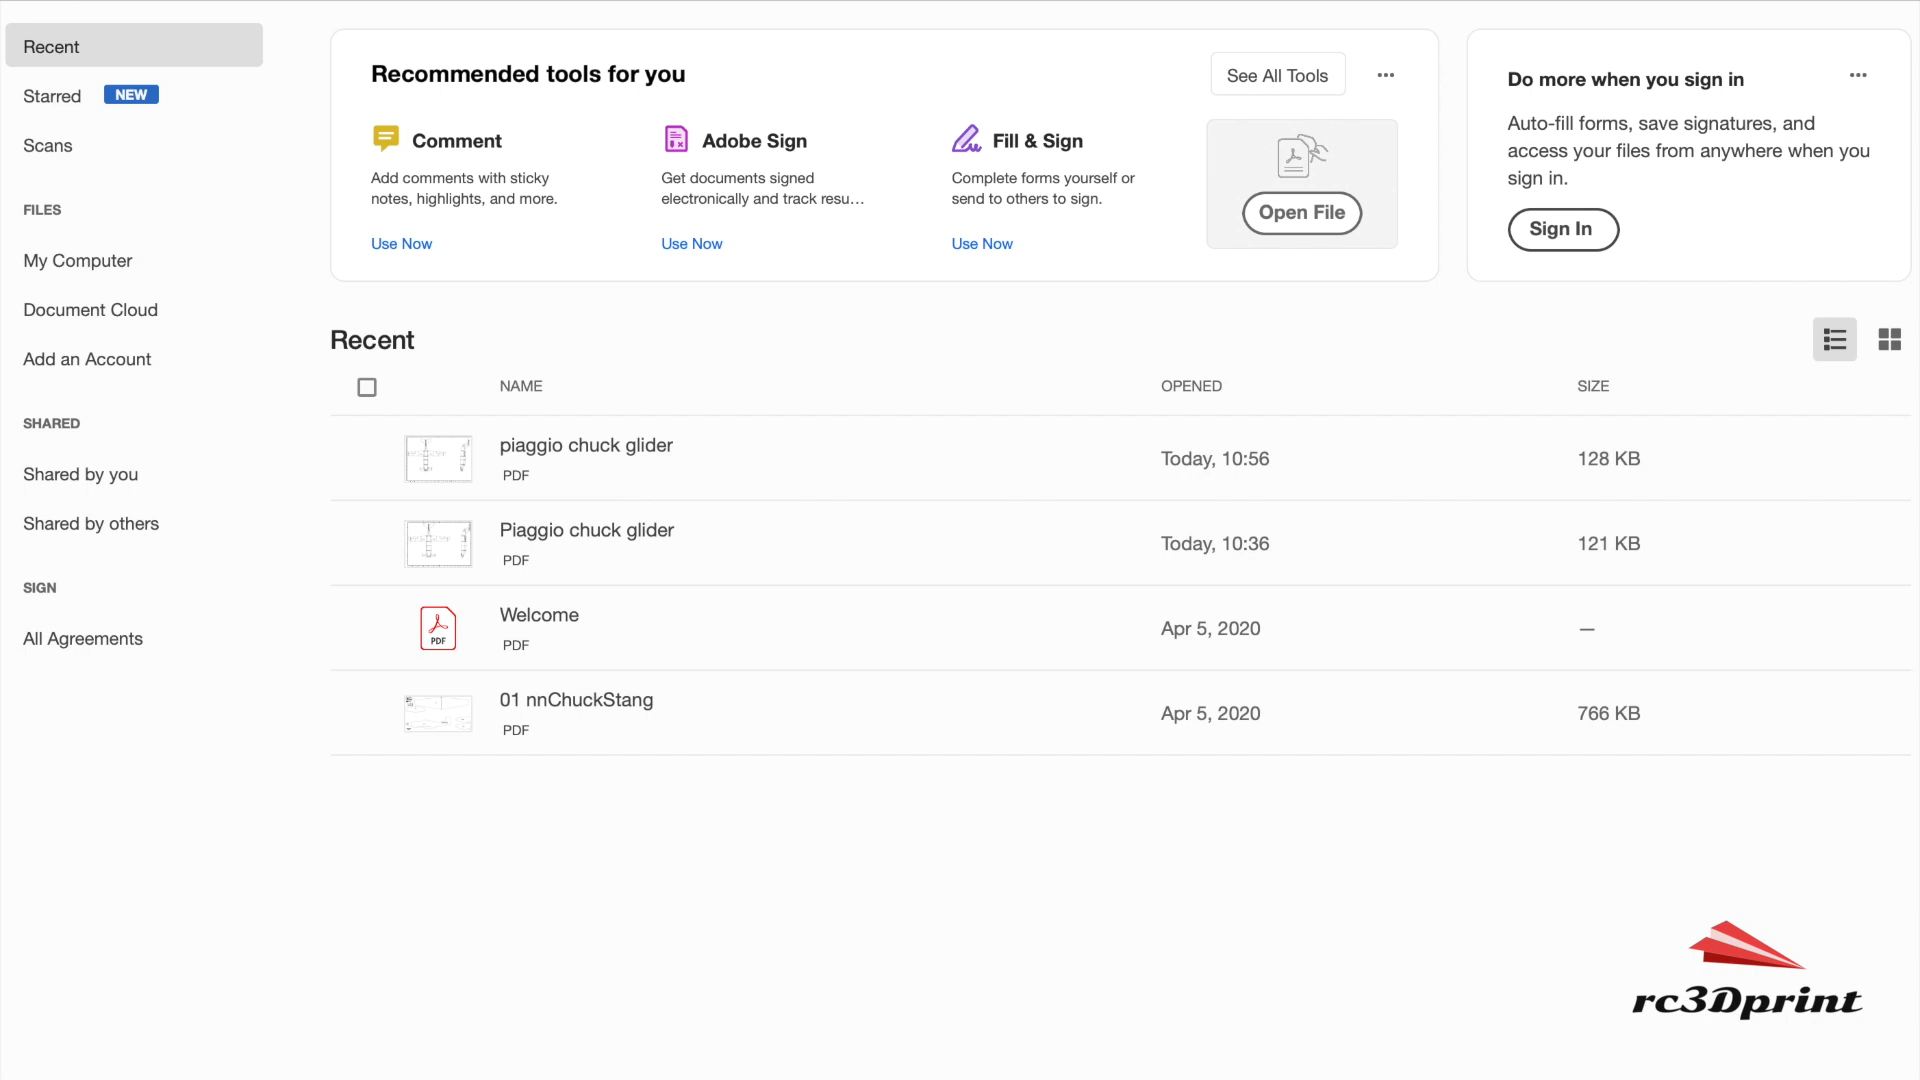 Recent
Starred NEW
Scans
FILES
My Computer
Document Cloud
Add an Account
SHARED
Shared by you
Shared by others
SIGN
All Agreements
Recommended tools for you
See All Tools
Comment
Add comments with sticky
notes, highlights, and more.
Use Now
Adobe Sign
Get documents signed
electronically and track resu...
Use Now
Fill & Sign
Complete forms yourself or
send to others to sign.
Use Now
Open File
Do more when you sign in
Auto-fill forms, save signatures, and
access your files from anywhere when you
sign in.
Sign In
Recent
NAME OPENED SIZE
piaggio chuck glider Today, 10:56 128 KB
PDF
Piaggio chuck glider Today, 10:36 121 KB
PDF
PDF
Welcome Apr 5, 2020 —
PDF
01 nnChuckStang Apr 5, 2020 766 KB
PDF
rc3Dprint